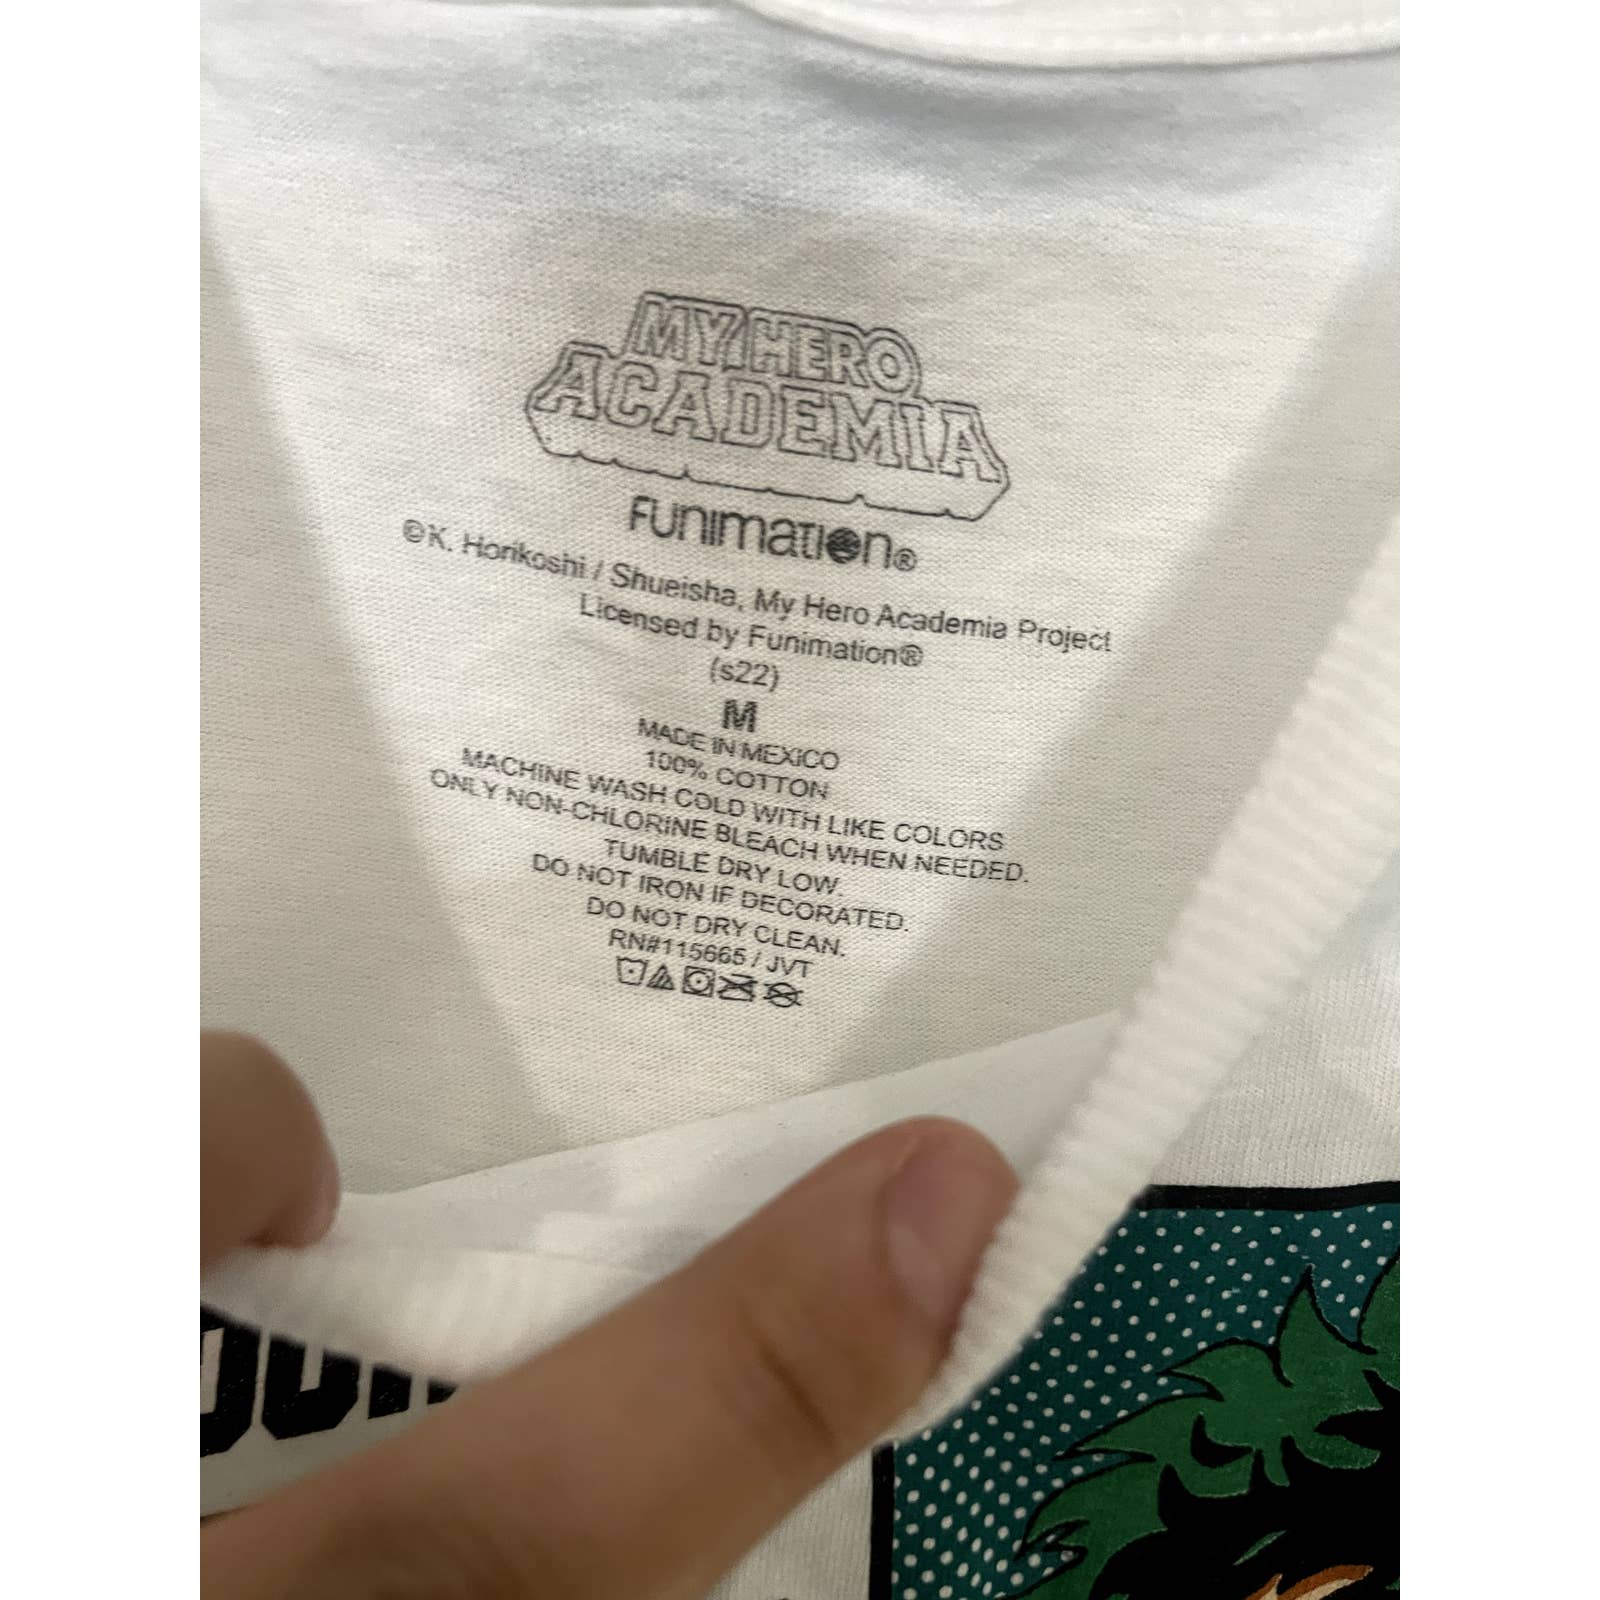 MY HERO
ACADEMIA
FUNIMATION®
©K. Horikoshi / Shueisha, My Hero Academia Project
Licensed by Funimation®
(s22)
M
MADE IN MEXICO
100% COTTON
MACHINE WASH COLD WITH LIKE COLORS
ONLY NON-CHLORINE BLEACH WHEN NEEDED.
TUMBLE DRY LOW.
DO NOT IRON IF DECORATED.
DO NOT DRY CLEAN.
RN#115665 / JVT